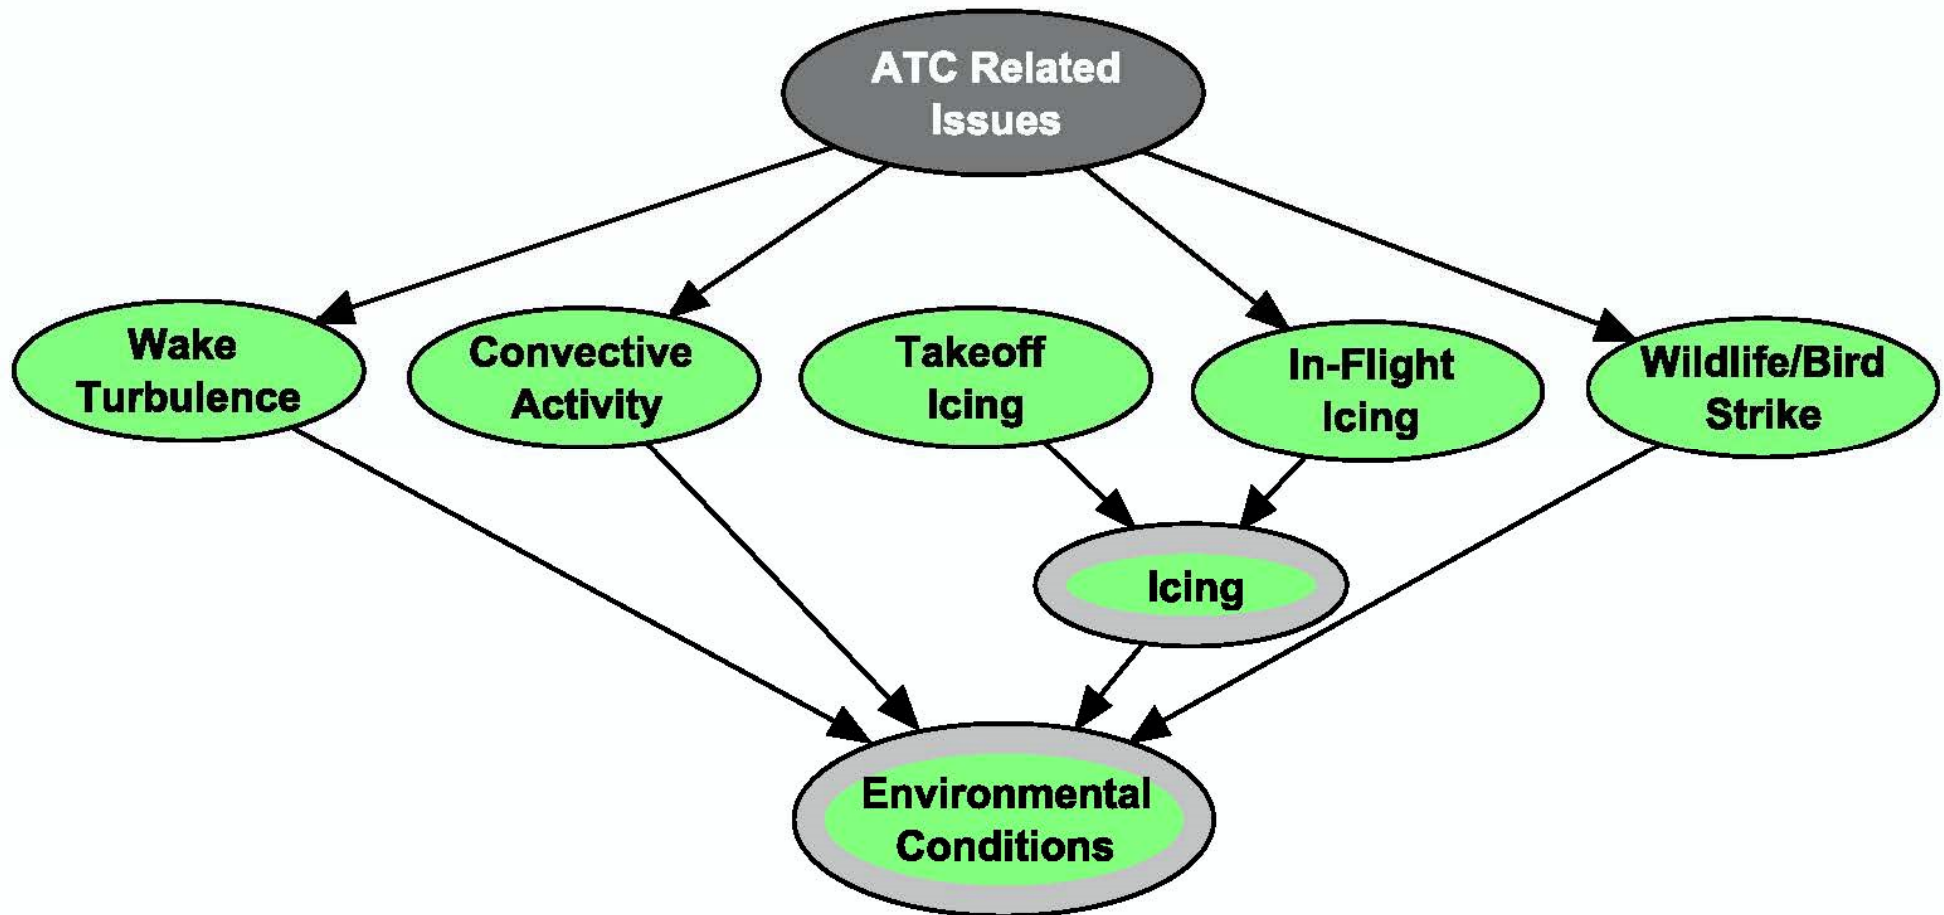 ATC Related
Issues
Wake
Turbulence
Convective
Activity
Takeoff
Icing
In-Flight
Icing
Wildlife/Bird
Strike
Icing
Environmental
Conditions